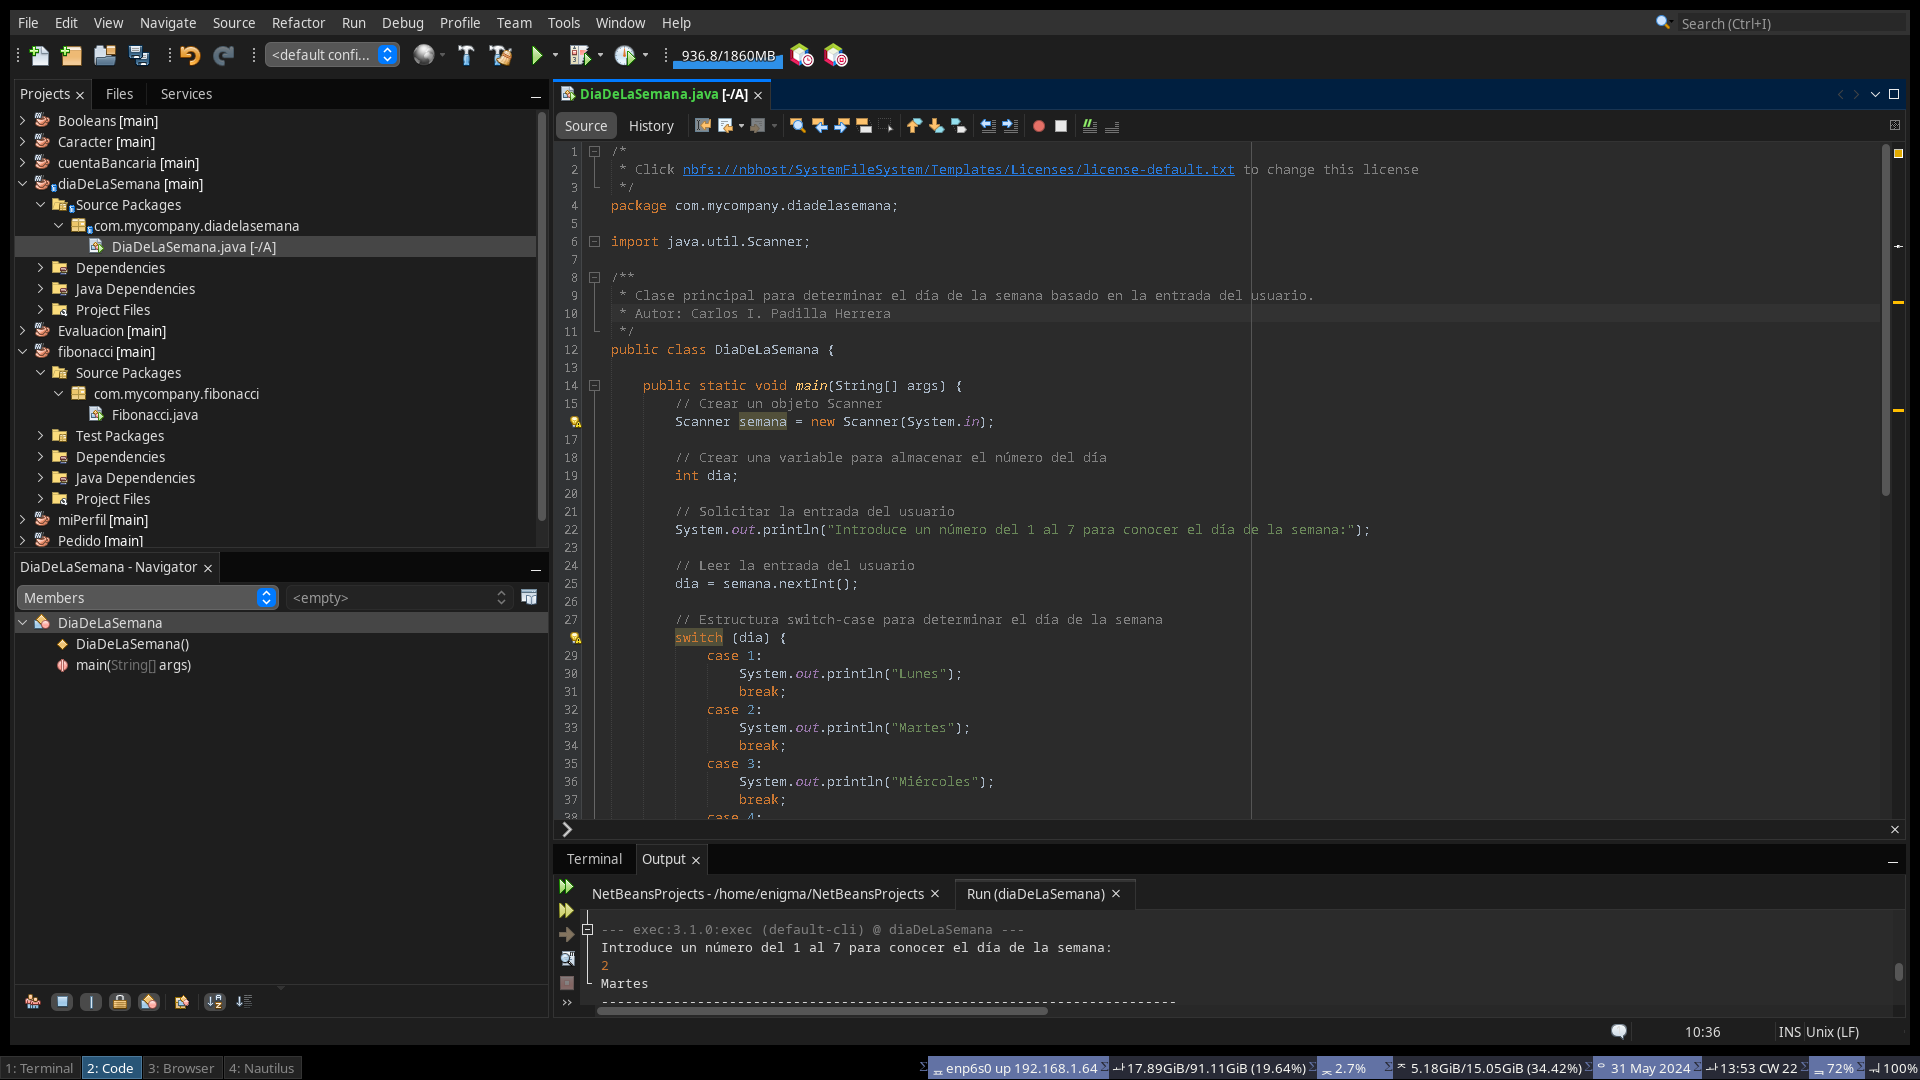 File Edit View Navigate Source Refactor Run Debug Profile Team Tools Window Help
Search (Ctrl+I)
<default confi...
936.8/1860MB
Projects Files Services
Booleans [main]
Caracter [main]
cuentaBancaria [main]
diaDeLaSemana [main]
Source Packages
com.mycompany.diadelasemana
DiaDeLaSemana.java [-/A]
Dependencies
Java Dependencies
Project Files
Evaluacion [main]
fibonacci [main]
Source Packages
com.mycompany.fibonacci
Fibonacci.java
Test Packages
Dependencies
Java Dependencies
Project Files
miPerfil [main]
Pedido [main]
DiaDeLaSemana - Navigator
Members
<empty>
DiaDeLaSemana
DiaDeLaSemana()
main(String[] args)
DiaDeLaSemana.java [-/A]
Source History
1 /*
2 * Click nbfs://nbhost/SystemFileSystem/Templates/Licenses/license-default.txt to change this license
3 */
4 package com.mycompany.diadelasemana;
5
6 import java.util.Scanner;
7
8 /**
9 * Clase principal para determinar el día de la semana basado en la entrada del usuario.
10 * Autor: Carlos I. Padilla Herrera
11 */
12 public class DiaDeLaSemana {
13
14 public static void main(String[] args) {
15 // Crear un objeto Scanner
Scanner semana = new Scanner(System.in);
17
18 // Crear una variable para almacenar el número del día
19 int dia;
20
21 // Solicitar la entrada del usuario
22 System.out.println("Introduce un número del 1 al 7 para conocer el día de la semana:");
23
24 // Leer la entrada del usuario
25 dia = semana.nextInt();
26
27 // Estructura switch-case para determinar el día de la semana
switch (dia) {
29 case 1:
30 System.out.println("Lunes");
31 break;
32 case 2:
33 System.out.println("Martes");
34 break;
35 case 3:
36 System.out.println("Miércoles");
37 break;
38 case 4:
Terminal Output
NetBeansProjects - /home/enigma/NetBeansProjects
Run (diaDeLaSemana)
--- exec:3.1.0:exec (default-cli) @ diaDeLaSemana ---
Introduce un número del 1 al 7 para conocer el día de la semana:
2
Martes
------------------------------------------------------------------------
10:36 INS Unix (LF)
1: Terminal 2: Code 3: Browser 4: Nautilus
enp6s0 up 192.168.1.64 17.89GiB/91.11GiB (19.64%) 2.7% 5.18GiB/15.05GiB (34.42%) 31 May 2024 13:53 CW 22 72% 100%